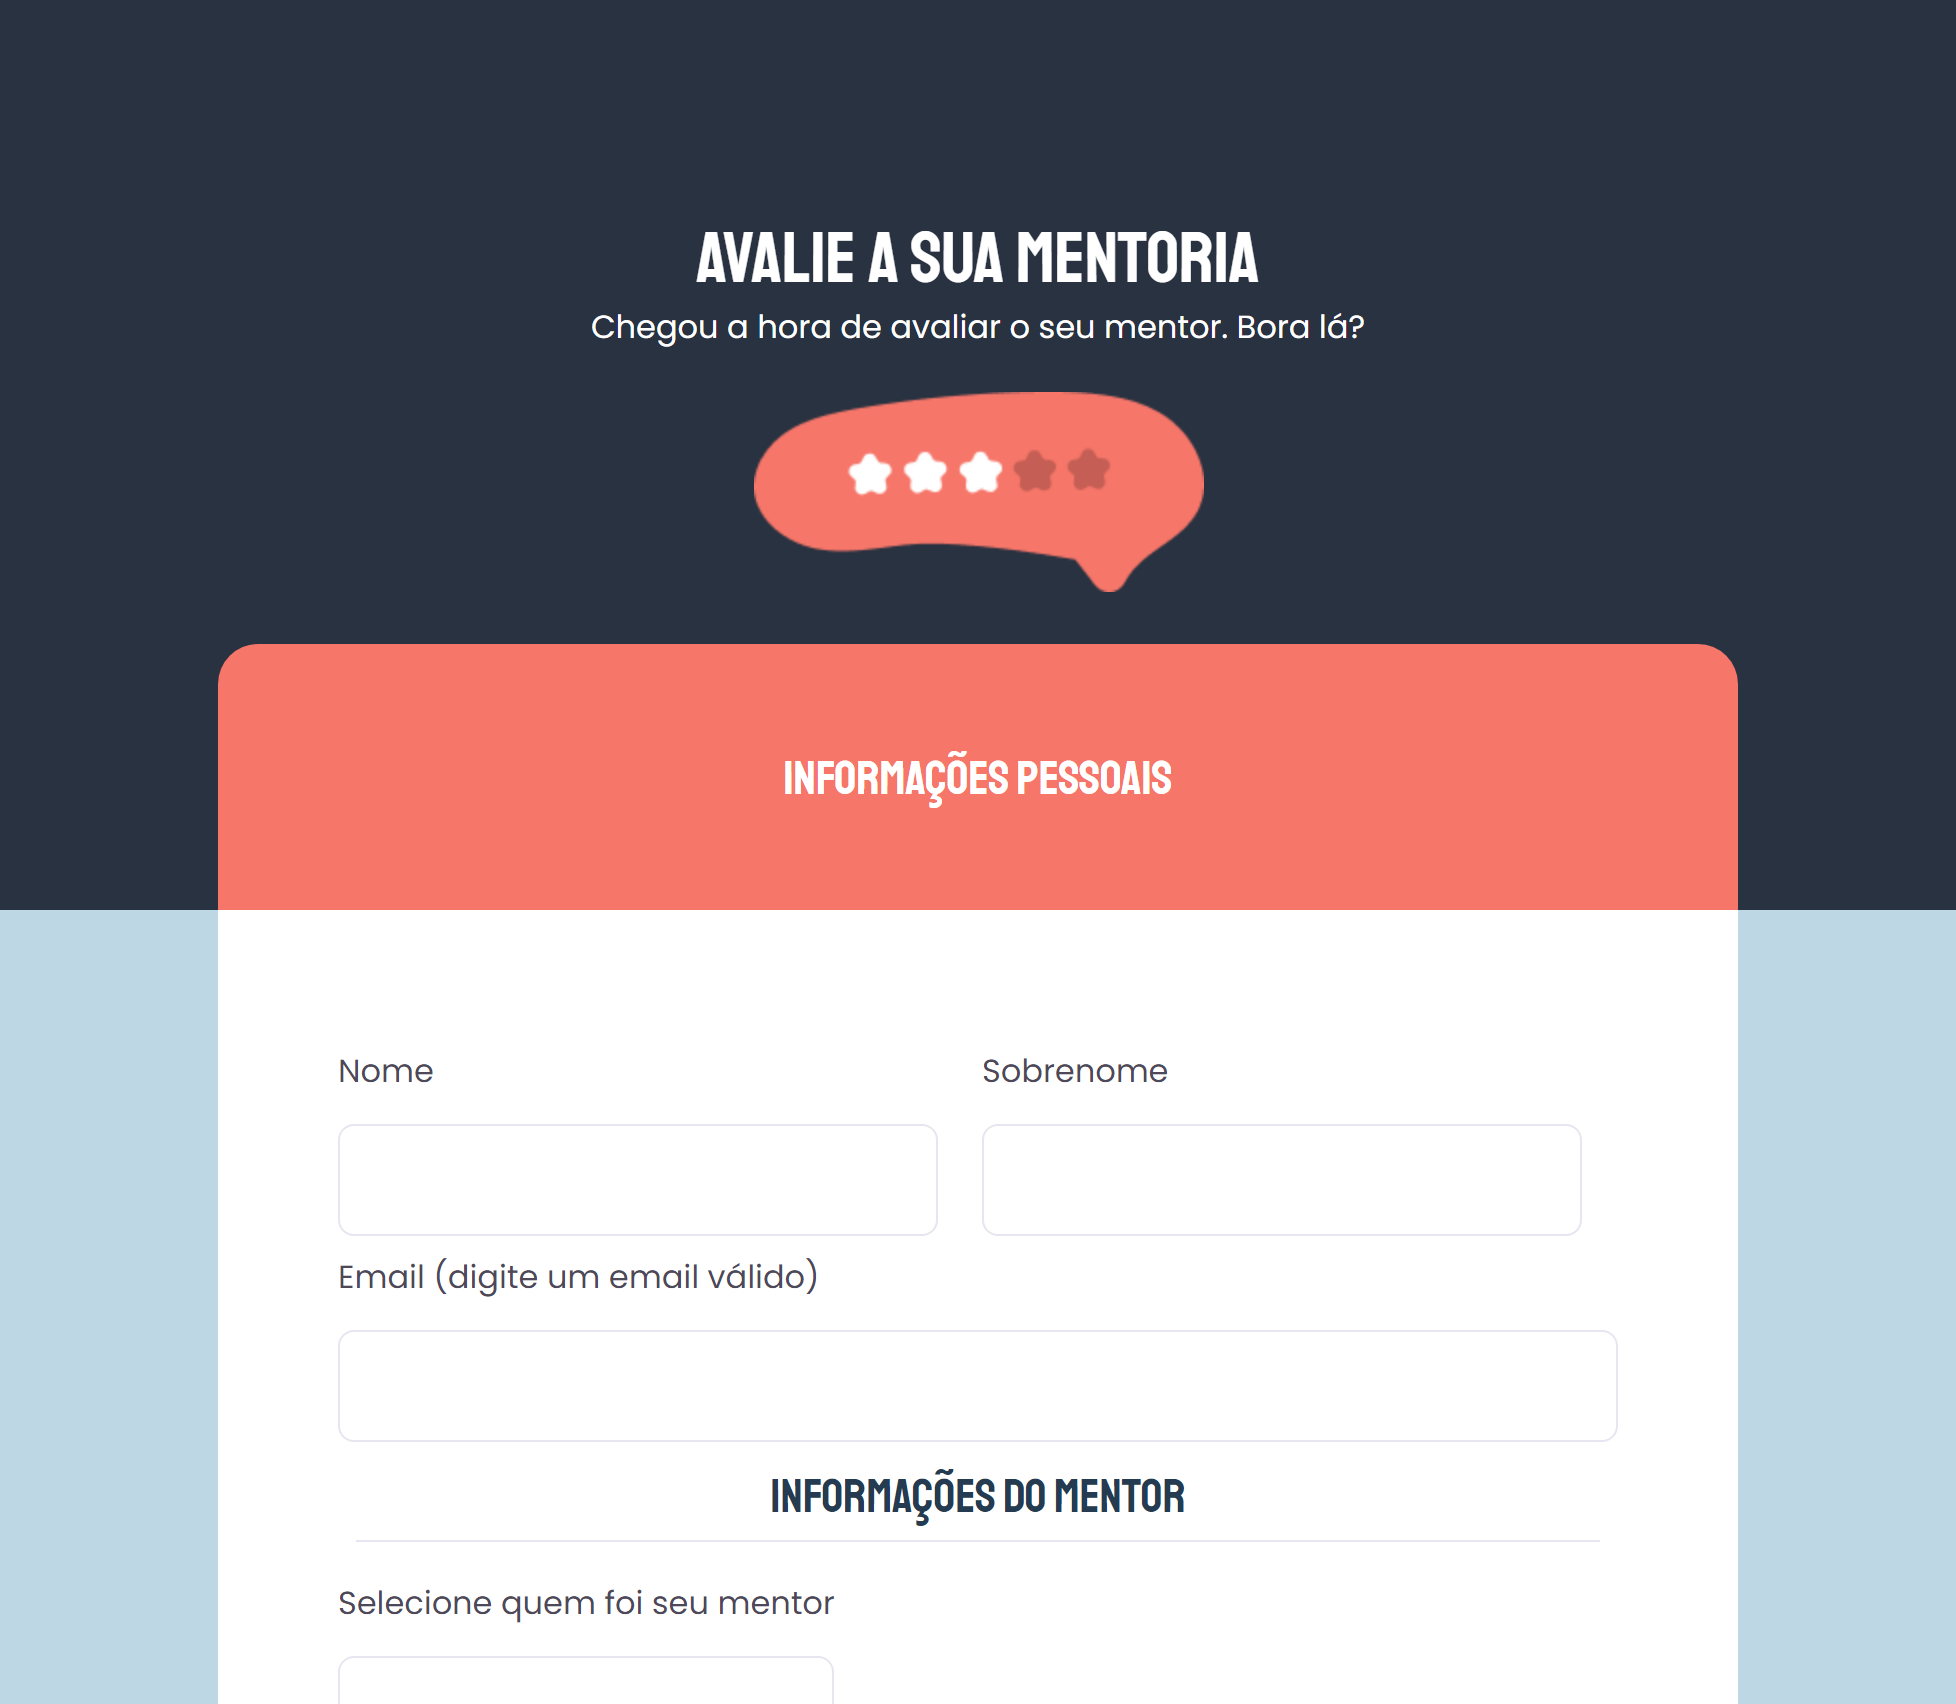 AVALIE A SUA MENTORIA
Chegou a hora de avaliar o seu mentor. Bora lá?
INFORMAÇÕES PESSOAIS
Nome
Sobrenome
Email (digite um email válido)
INFORMAÇÕES DO MENTOR
Selecione quem foi seu mentor